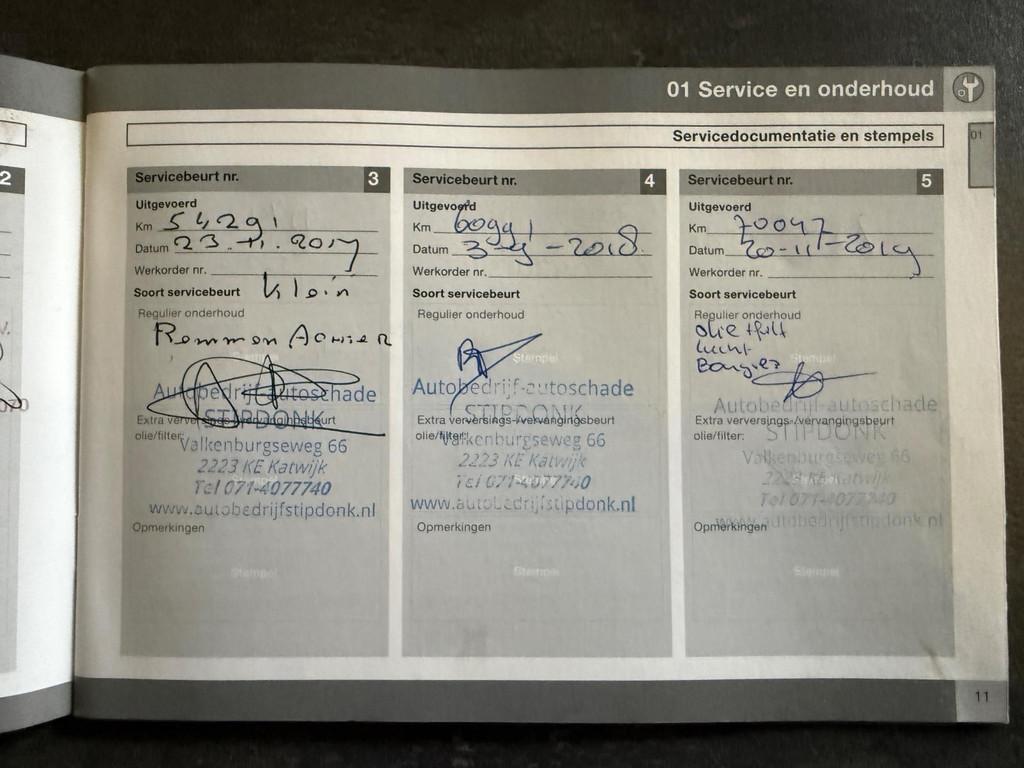 01 Service en onderhoud
01
Servicedocumentatie en stempels
2
Servicebeurt nr. 3
Uitgevoerd
Km 54291
Datum 23.11.2017
Werkorder nr.
Soort servicebeurt Klein
Regulier onderhoud
Remmen Achter
Autobedrijf-autoschade
STIPDONK
Extra verversings-/vervangingsbeurt
olie/filter:
Valkenburgseweg 66
2223 KE Katwijk
Tel 071-4077740
www.autobedrijfstipdonk.nl
Opmerkingen
Stempel
Servicebeurt nr. 4
Uitgevoerd
Km 60991
Datum 3-9-2018
Werkorder nr.
Soort servicebeurt
Regulier onderhoud
Stempel
Autobedrijf-autoschade
STIPDONK
Extra verversings-/vervangingsbeurt
olie/filter:
Valkenburgseweg 66
2223 KE Katwijk
Tel 071-4077740
www.autobedrijfstipdonk.nl
Opmerkingen
Stempel
Servicebeurt nr. 5
Uitgevoerd
Km 70047
Datum 20-11-2019
Werkorder nr.
Soort servicebeurt
Regulier onderhoud
olie + filt
lucht
Bougies
Stempel
Autobedrijf-autoschade
STIPDONK
Extra verversings-/vervangingsbeurt
olie/filter:
Valkenburgseweg 66
2223 KE Katwijk
Tel 071-4077740
www.autobedrijfstipdonk.nl
Opmerkingen
Stempel
11